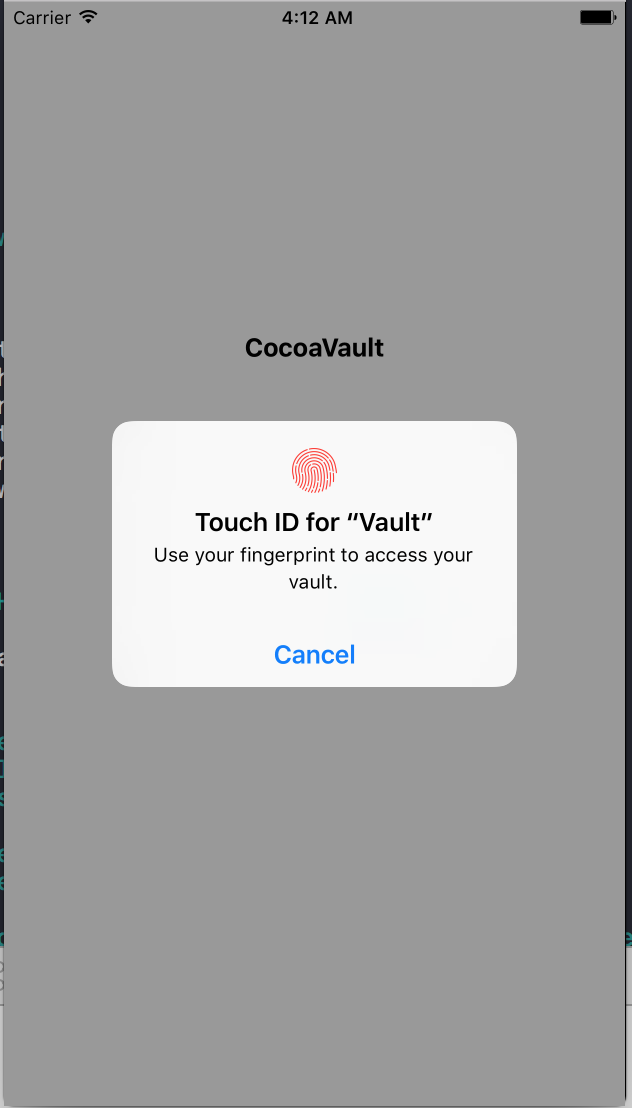 Carrier 4:12 AM
CocoaVault
Touch ID for “Vault”
Use your fingerprint to access your
vault.
Cancel